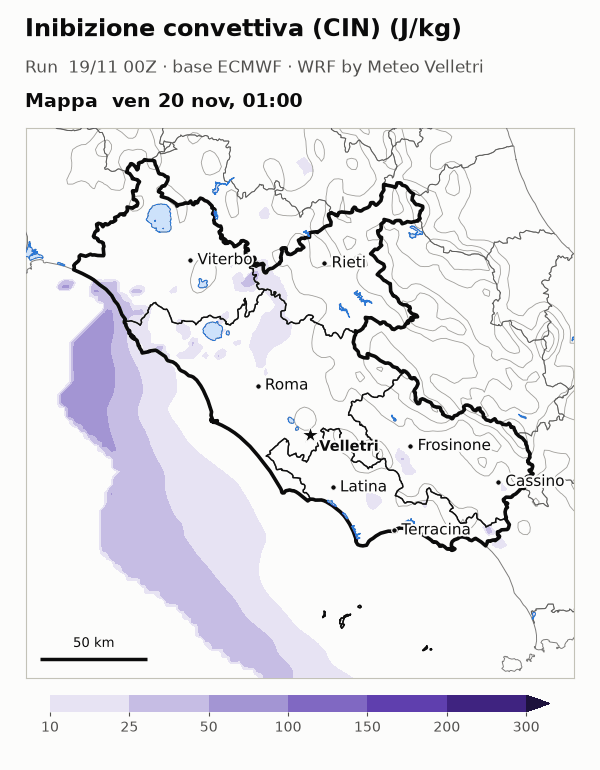 Inibizione convettiva (CIN) (J/kg)
Run  19/11 00Z · base ECMWF · WRF by Meteo Velletri
Mappa  ven 20 nov, 01:00
Viterbo
Rieti
Roma
Velletri
Frosinone
Latina
Cassino
Terracina
50 km
10 25 50 100 150 200 300